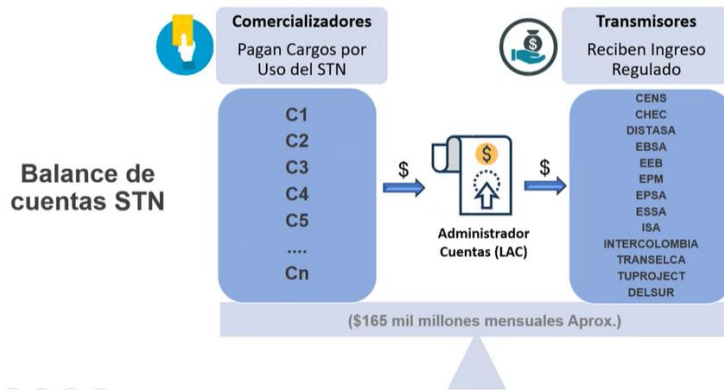 Balance de
cuentas STN
Comercializadores
Pagan Cargos por
Uso del STN
C1
C2
C3
C4
C5
....
Cn
$
$
Administrador
Cuentas (LAC)
$
Transmisores
Reciben Ingreso
Regulado
$
CENS
CHEC
DISTASA
EBSA
EEB
EPM
EPSA
ESSA
ISA
INTERCOLOMBIA
TRANSELCA
TUPROJECT
DELSUR
($165 mil millones mensuales Aprox.)